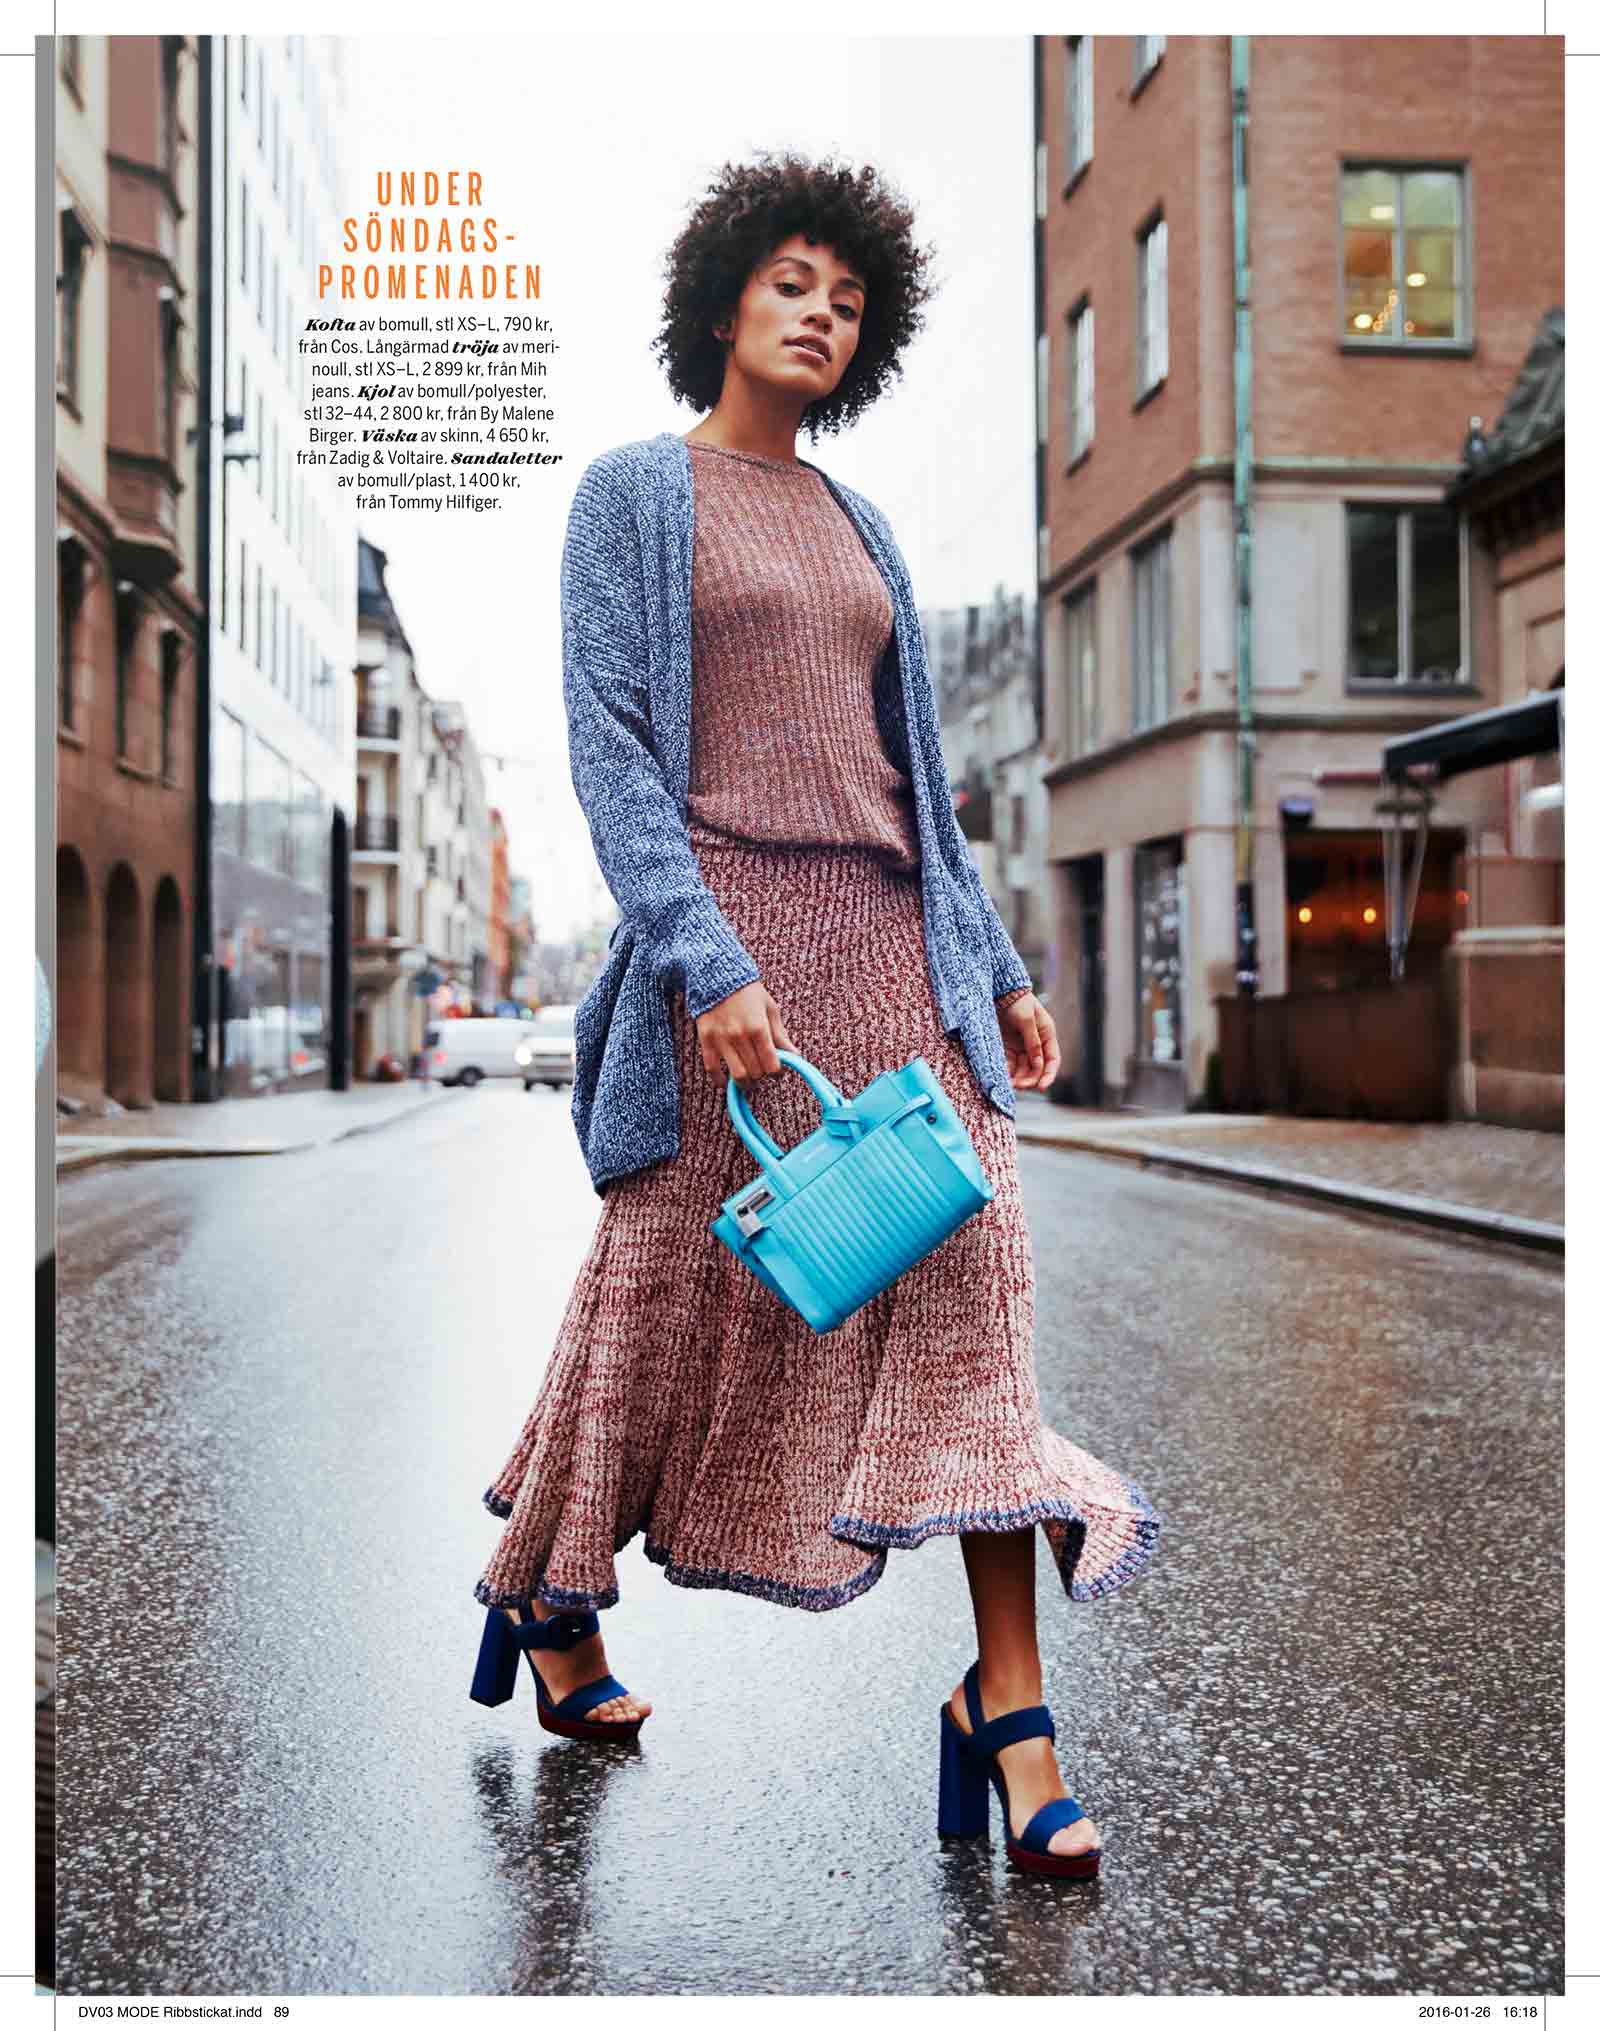 UNDER
SÖNDAGS-
PROMENADEN
Kofta av bomull, stl XS–L, 790 kr,
från Cos. Långärmad tröja av meri-
noull, stl XS–L, 2 899 kr, från Mih
jeans. Kjol av bomull/polyester,
stl 32–44, 2 800 kr, från By Malene
Birger. Väska av skinn, 4 650 kr,
från Zadig & Voltaire. Sandaletter
av bomull/plast, 1 400 kr,
från Tommy Hilfiger.
DV03 MODE Ribbstickat.indd 89
2016-01-26 16:18